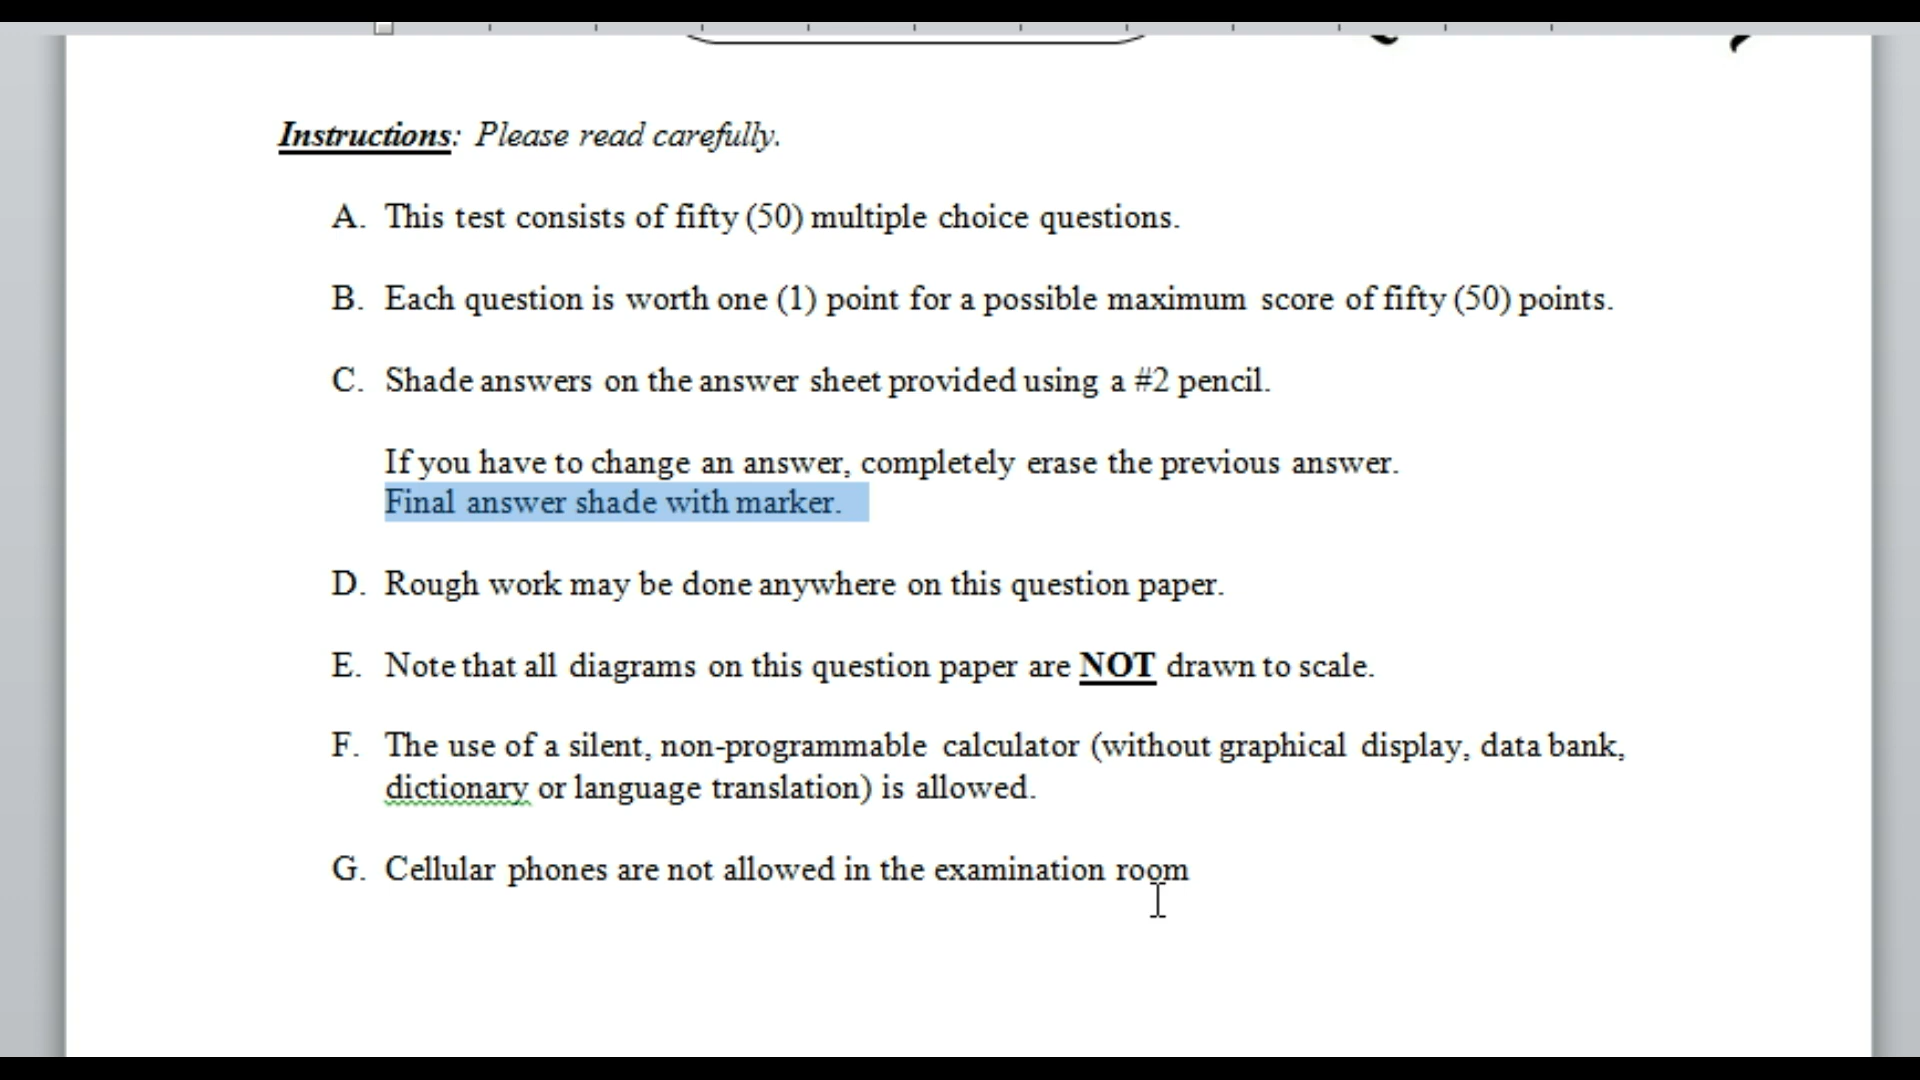 Instructions: Please read carefully.
A. This test consists of fifty (50) multiple choice questions.
B. Each question is worth one (1) point for a possible maximum score of fifty (50) points.
C. Shade answers on the answer sheet provided using a #2 pencil.
If you have to change an answer, completely erase the previous answer.
Final answer shade with marker.
D. Rough work may be done anywhere on this question paper.
E. Note that all diagrams on this question paper are NOT drawn to scale.
F. The use of a silent, non-programmable calculator (without graphical display, data bank,
dictionary or language translation) is allowed.
G. Cellular phones are not allowed in the examination room